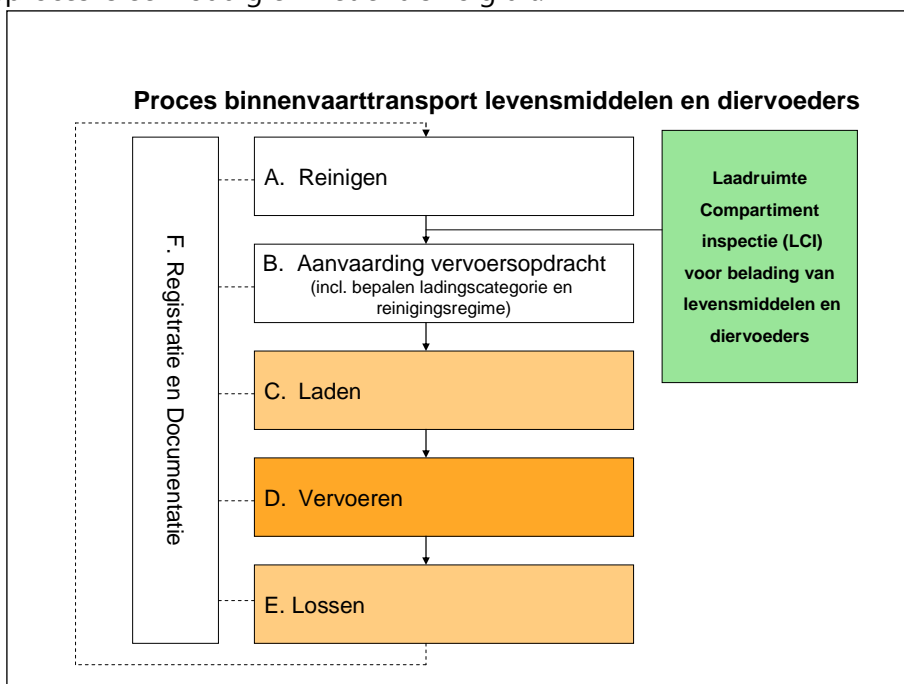 Proces binnenvaarttransport levensmiddelen en diervoeders
A. Reinigen
B. Aanvaarding vervoersopdracht
(incl. bepalen ladingscategorie en
reinigingsregime)
C. Laden
D. Vervoeren
E. Lossen
F. Registratie en Documentatie
Laadruimte
Compartiment
inspectie (LCI)
voor belading van
levensmiddelen en
diervoeders